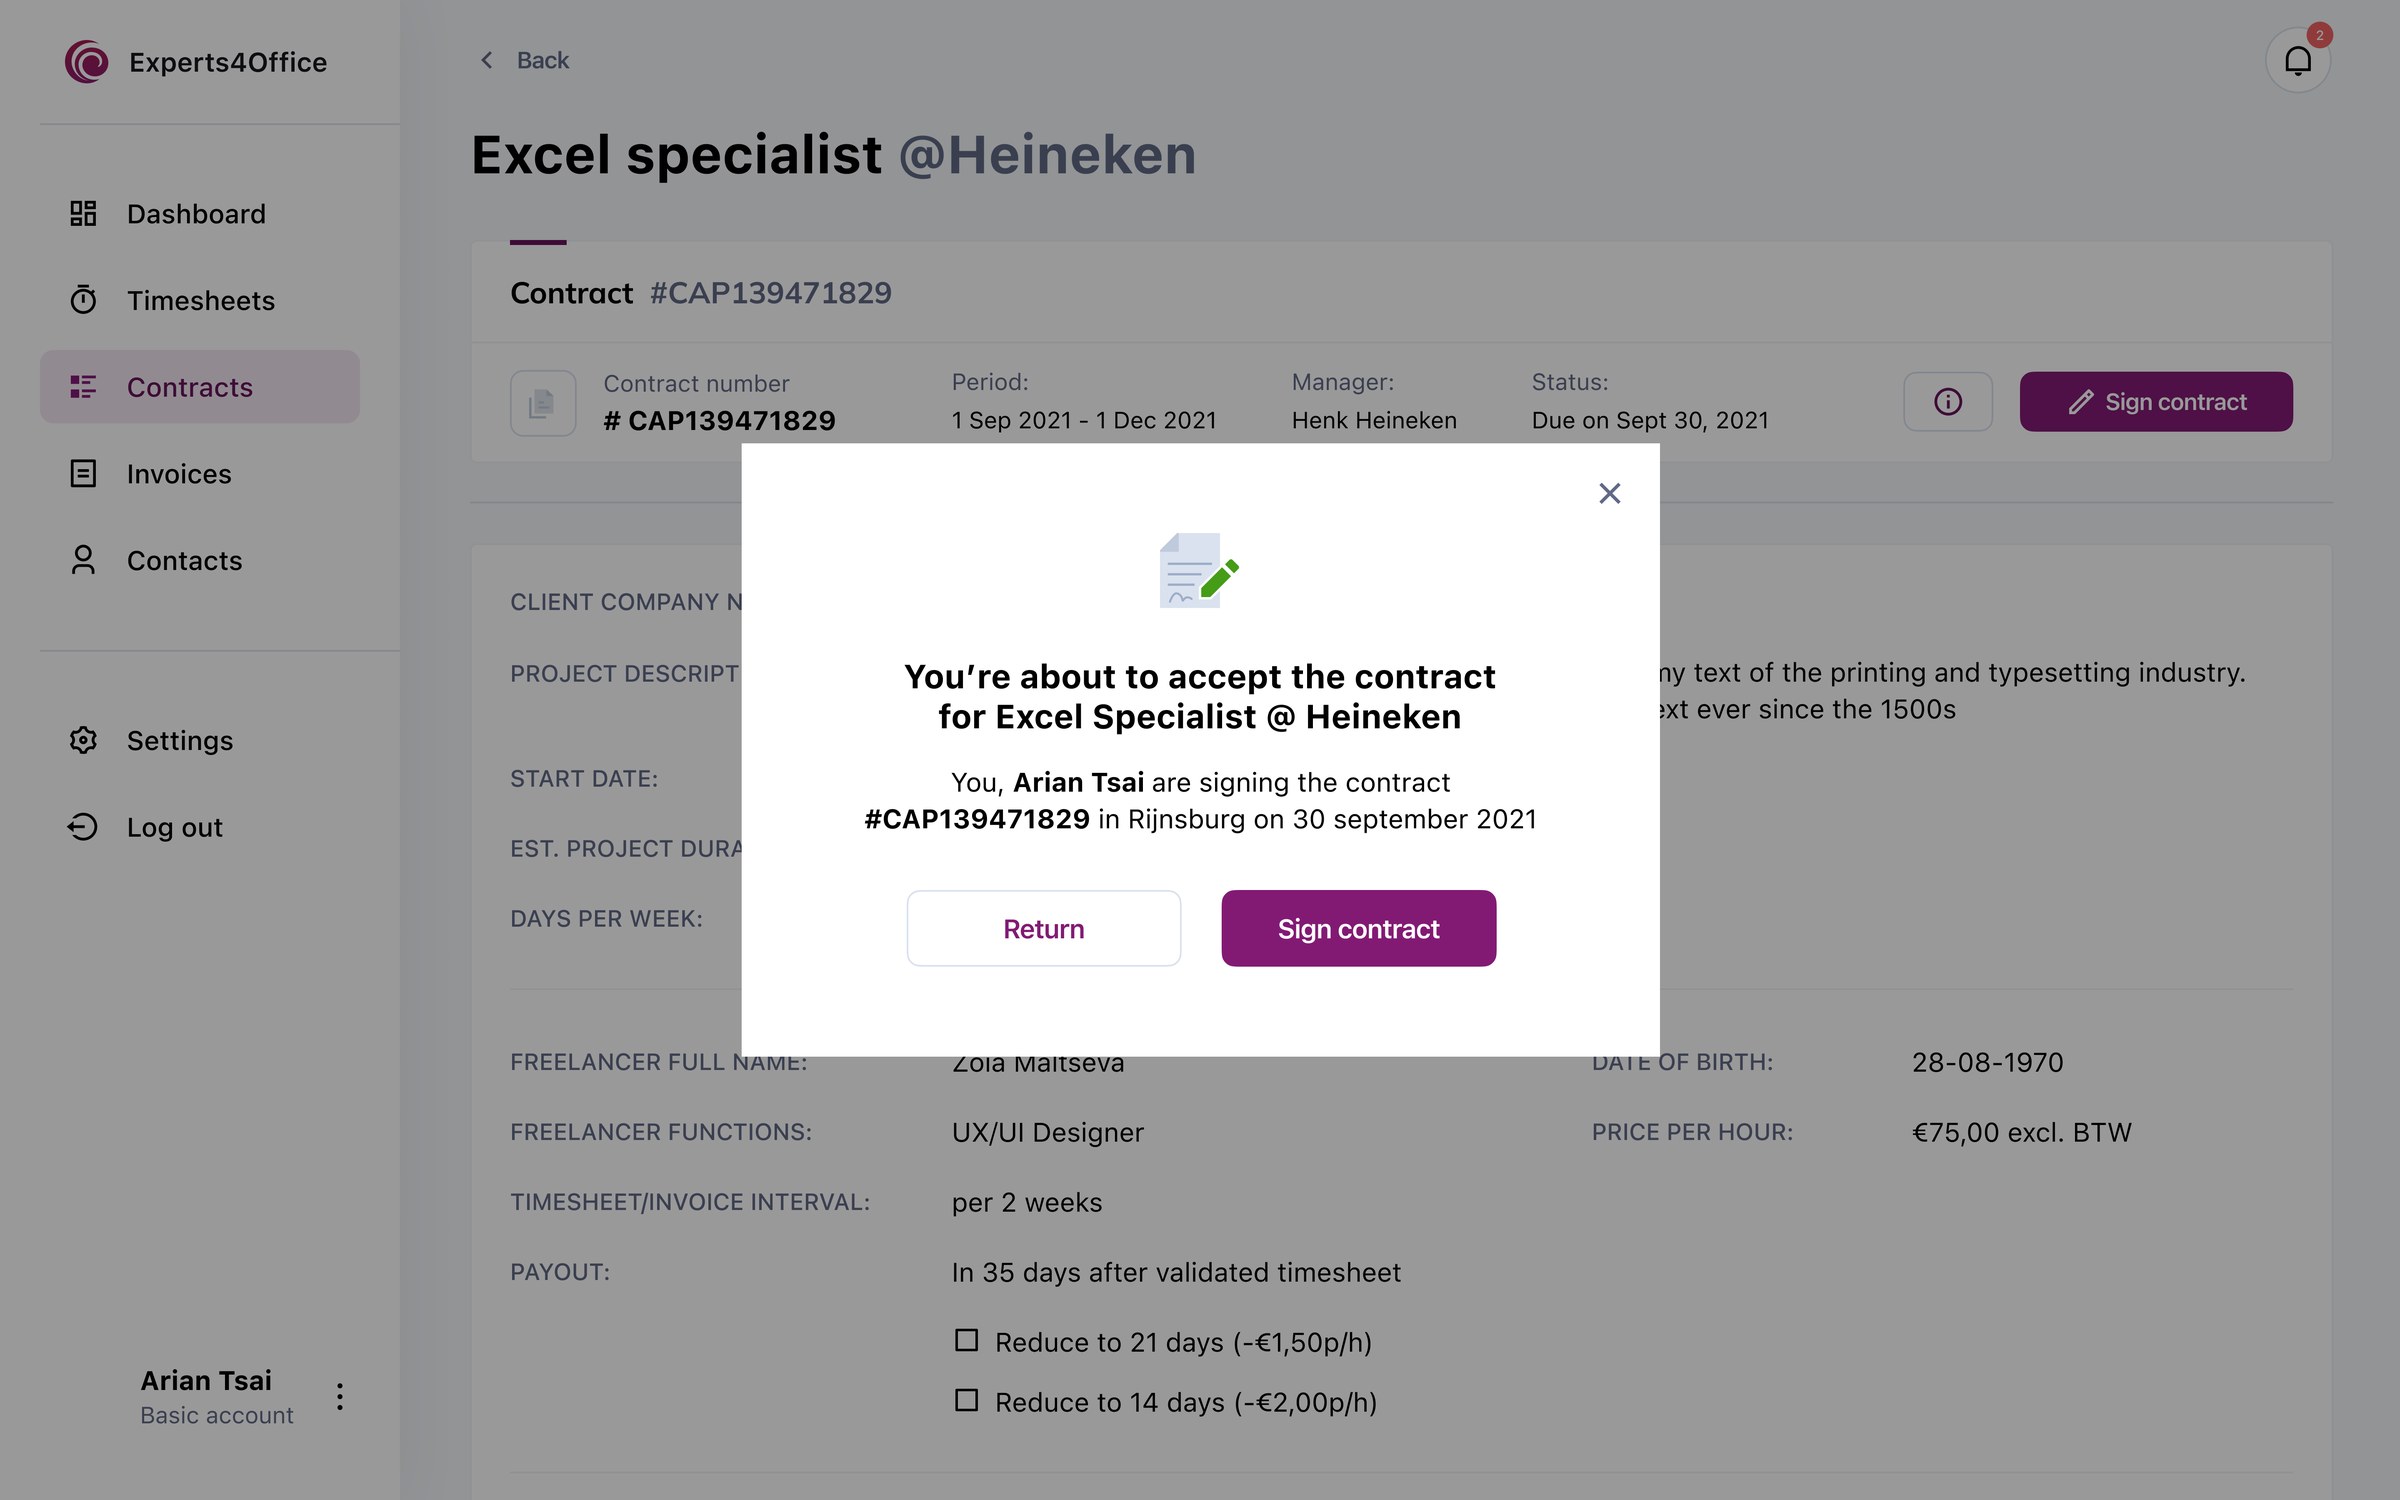 Experts4Office
Dashboard
Timesheets
Contracts
Invoices
Contacts
Settings
Log out
Arian Tsai
Basic account
Back
2
Excel specialist @Heineken
Contract #CAP139471829
Contract number
# CAP139471829
Period:
1 Sep 2021 - 1 Dec 2021
Manager:
Henk Heineken
Status:
Due on Sept 30, 2021
Sign contract
CLIENT COMPANY
PROJECT
text of the printing and typesetting industry.
ever since the 1500s
START DATE:
EST. PROJECT
DAYS PER WEEK:
You're about to accept the contract
for Excel Specialist @ Heineken
You, Arian Tsai are signing the contract
#CAP139471829 in Rijnsburg on 30 september 2021
Return
Sign contract
FREELANCER FULL NAME:
Zoia Maltseva
DATE OF BIRTH:
28-08-1970
FREELANCER FUNCTIONS:
UX/UI Designer
PRICE PER HOUR:
€75,00 excl. BTW
TIMESHEET/INVOICE INTERVAL:
per 2 weeks
PAYOUT:
In 35 days after validated timesheet
Reduce to 21 days (-€1,50p/h)
Reduce to 14 days (-€2,00p/h)